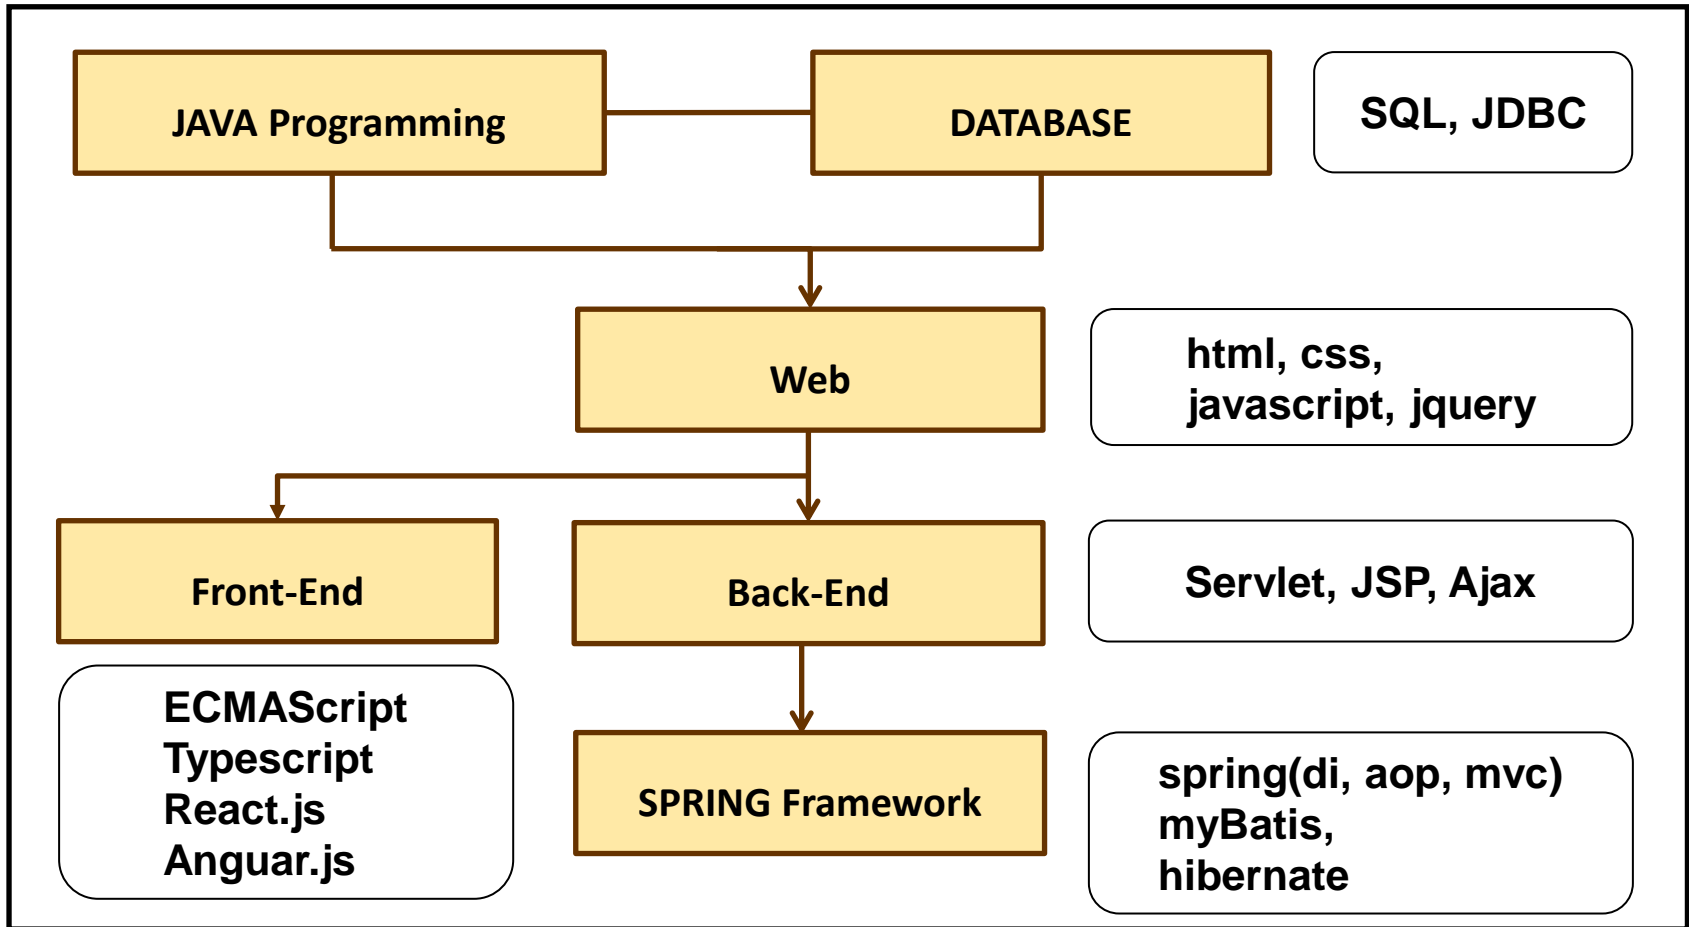 JAVA Programming
DATABASE
SQL, JDBC
Web
html, css,
javascript, jquery
Front-End
Back-End
Servlet, JSP, Ajax
ECMAScript
Typescript
React.js
Anguar.js
SPRING Framework
spring(di, aop, mvc)
myBatis,
hibernate